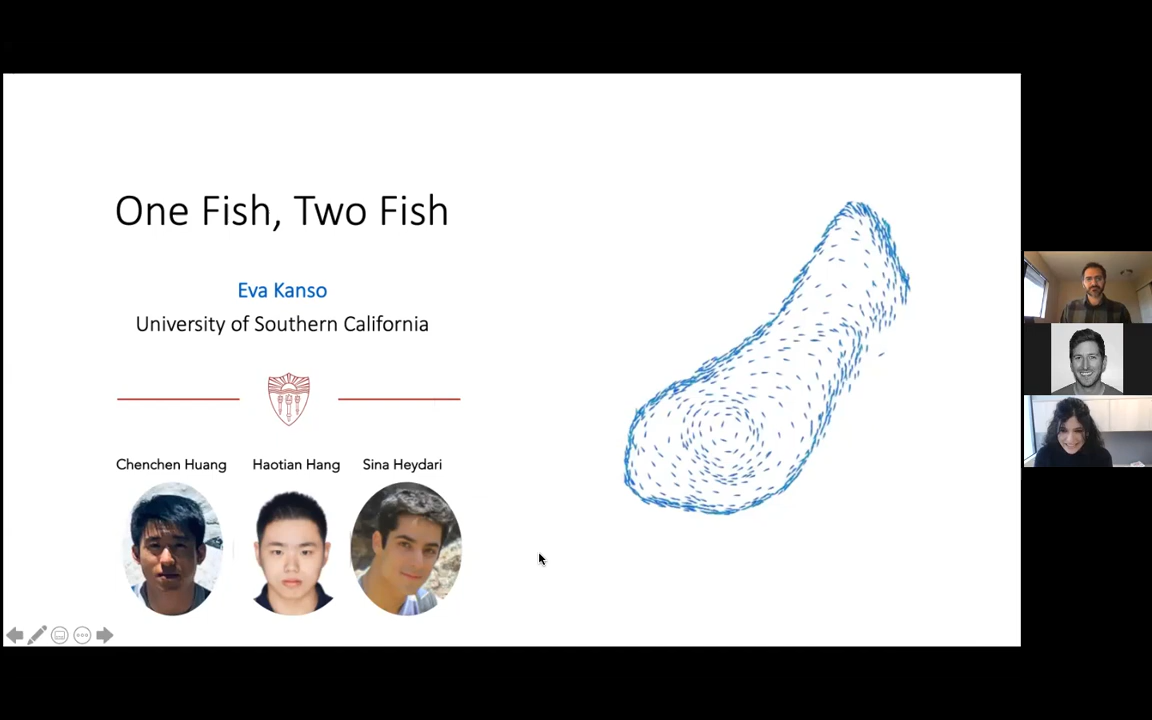 One Fish, Two Fish
Eva Kanso
University of Southern California
Chenchen Huang
Haotian Hang
Sina Heydari